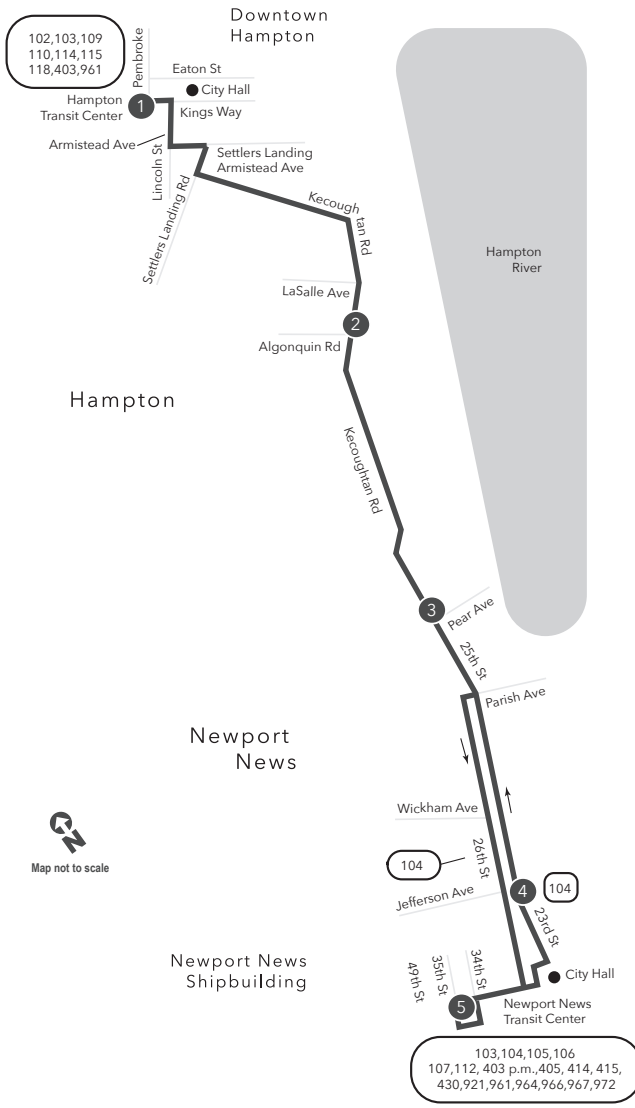 Downtown
Hampton
102,103,109
110,114,115
118,403,961
Pembroke
Eaton St
City Hall
Hampton
Transit Center
1
Kings Way
Armistead Ave
Lincoln St
Settlers Landing
Armistead Ave
Settlers Landing Rd
Kecoughtan Rd
Hampton
River
LaSalle Ave
2
Algonquin Rd
Hampton
Kecoughtan Rd
3
Pear Ave
25th St
Parish Ave
Newport
News
Wickham Ave
N
Map not to scale
104
26th St
4
104
Jefferson Ave
23rd St
Newport News
Shipbuilding
49th St
35th St
34th St
City Hall
5
Newport News
Transit Center
103,104,105,106
107,112, 403 p.m.,405, 414, 415,
430,921,961,964,966,967,972